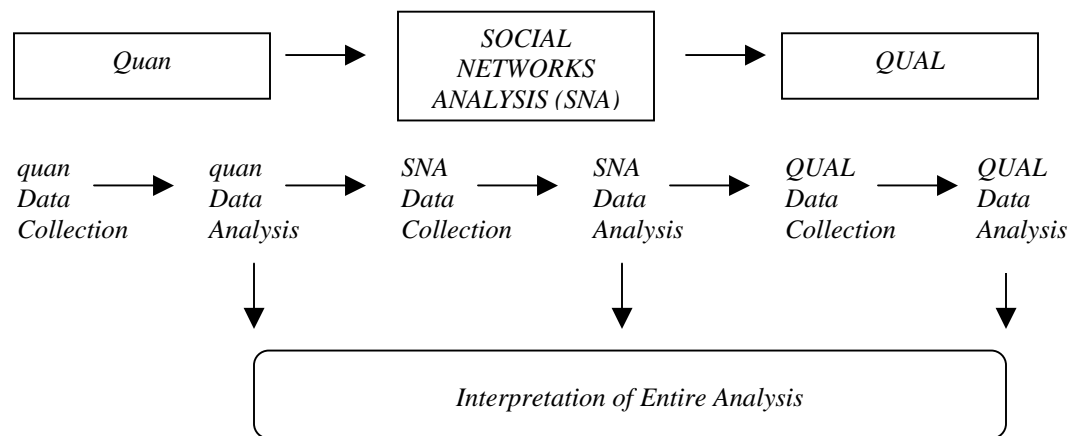 Quan
SOCIAL
NETWORKS
ANALYSIS (SNA)
QUAL
quan
Data
Collection
quan
Data
Analysis
SNA
Data
Collection
SNA
Data
Analysis
QUAL
Data
Collection
QUAL
Data
Analysis
Interpretation of Entire Analysis